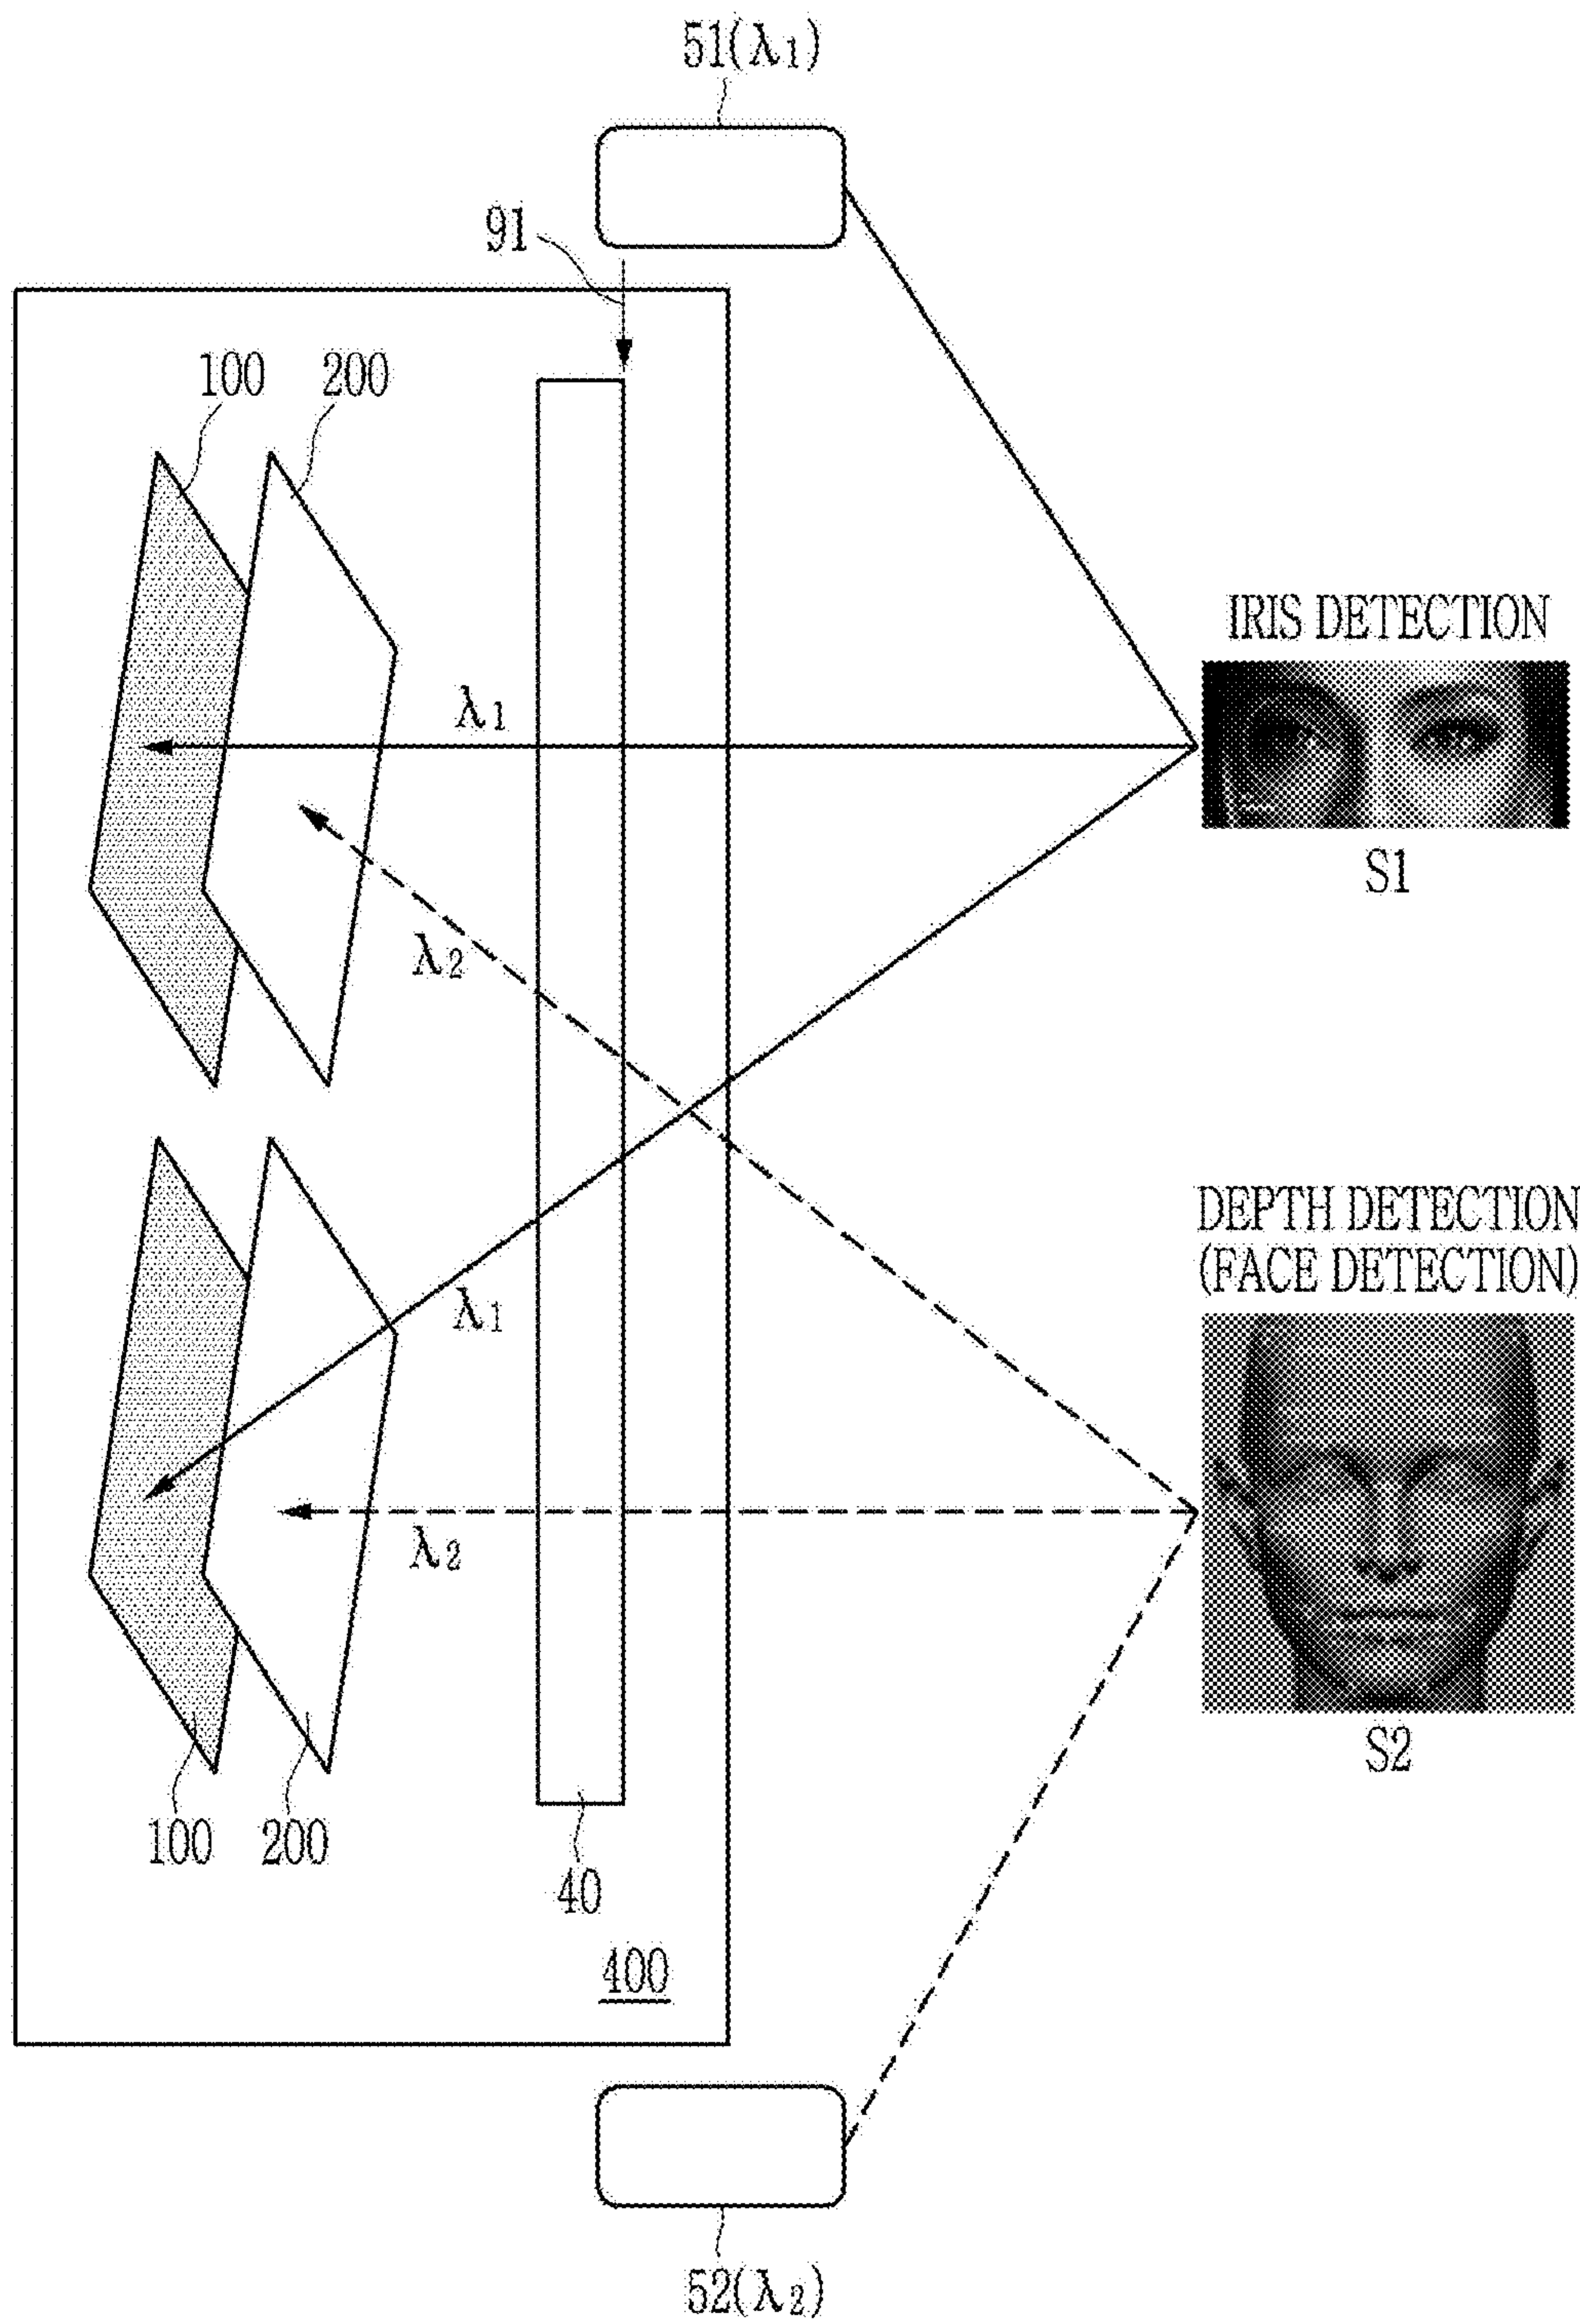 51(λ1)
91
100
200
IRIS DETECTION
λ1
S1
λ2
DEPTH DETECTION
(FACE DETECTION)
λ1
λ2
S2
100
200
40
400
52(λ2)